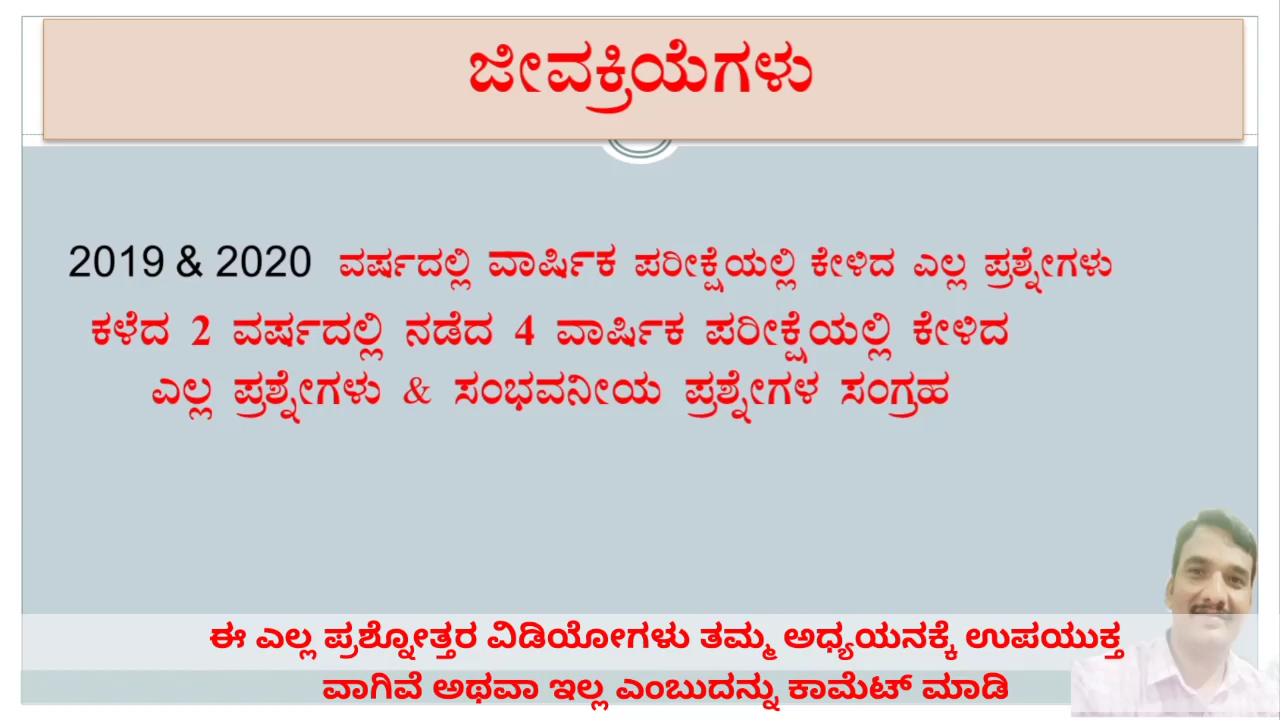 ಜೀವಕ್ರಿಯೆಗಳು
2019 & 2020 ವರ್ಷದಲ್ಲಿ ವಾರ್ಷಿಕ ಪರೀಕ್ಷೆಯಲ್ಲಿ ಕೇಳಿದ ಎಲ್ಲ ಪ್ರಶ್ನೇಗಳು
ಕಳೆದ 2 ವರ್ಷದಲ್ಲಿ ನಡೆದ 4 ವಾರ್ಷಿಕ ಪರೀಕ್ಷೆಯಲ್ಲಿ ಕೇಳಿದ
ಎಲ್ಲ ಪ್ರಶ್ನೇಗಳು & ಸಂಭವನೀಯ ಪ್ರಶ್ನೇಗಳ ಸಂಗ್ರಹ
ಈ ಎಲ್ಲ ಪ್ರಶ್ನೋತ್ತರ ವಿಡಿಯೋಗಳು ತಮ್ಮ ಅಧ್ಯಯನಕ್ಕೆ ಉಪಯುಕ್ತ
ವಾಗಿವೆ ಅಥವಾ ಇಲ್ಲ ಎಂಬುದನ್ನು ಕಾಮೆಟ್ ಮಾಡಿ